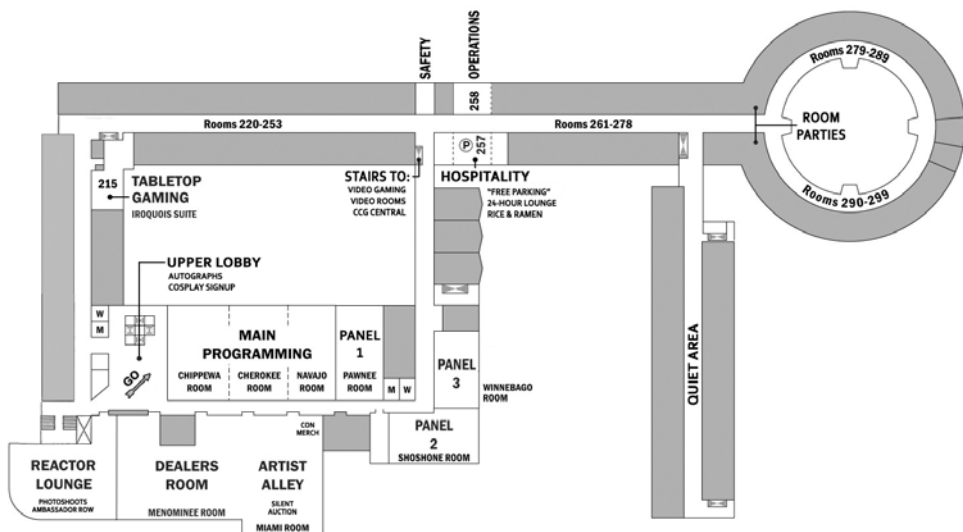 SAFETY
OPERATIONS
258
Rooms 279-289
Rooms 220-253
Rooms 261-278
ROOM
PARTIES
P
257
215
TABLETOP
GAMING
IROQUOIS SUITE
STAIRS TO:
VIDEO GAMING
VIDEO ROOMS
CCG CENTRAL
HOSPITALITY
"FREE PARKING"
24-HOUR LOUNGE
RICE & RAMEN
Rooms 290-299
UPPER LOBBY
AUTOGRAPHS
COSPLAY SIGNUP
W
M
GO
MAIN
PROGRAMMING
CHIPPEWA
ROOM
CHEROKEE
ROOM
NAVAJO
ROOM
PANEL
1
PAWNEE
ROOM
M W
PANEL
3
WINNEBAGO
ROOM
QUIET AREA
CON
MERCH
PANEL
2
SHOSHONE ROOM
REACTOR
LOUNGE
PHOTOSHOOTS
AMBASSADOR ROW
DEALERS
ROOM
MENOMINEE ROOM
ARTIST
ALLEY
SILENT
AUCTION
MIAMI ROOM